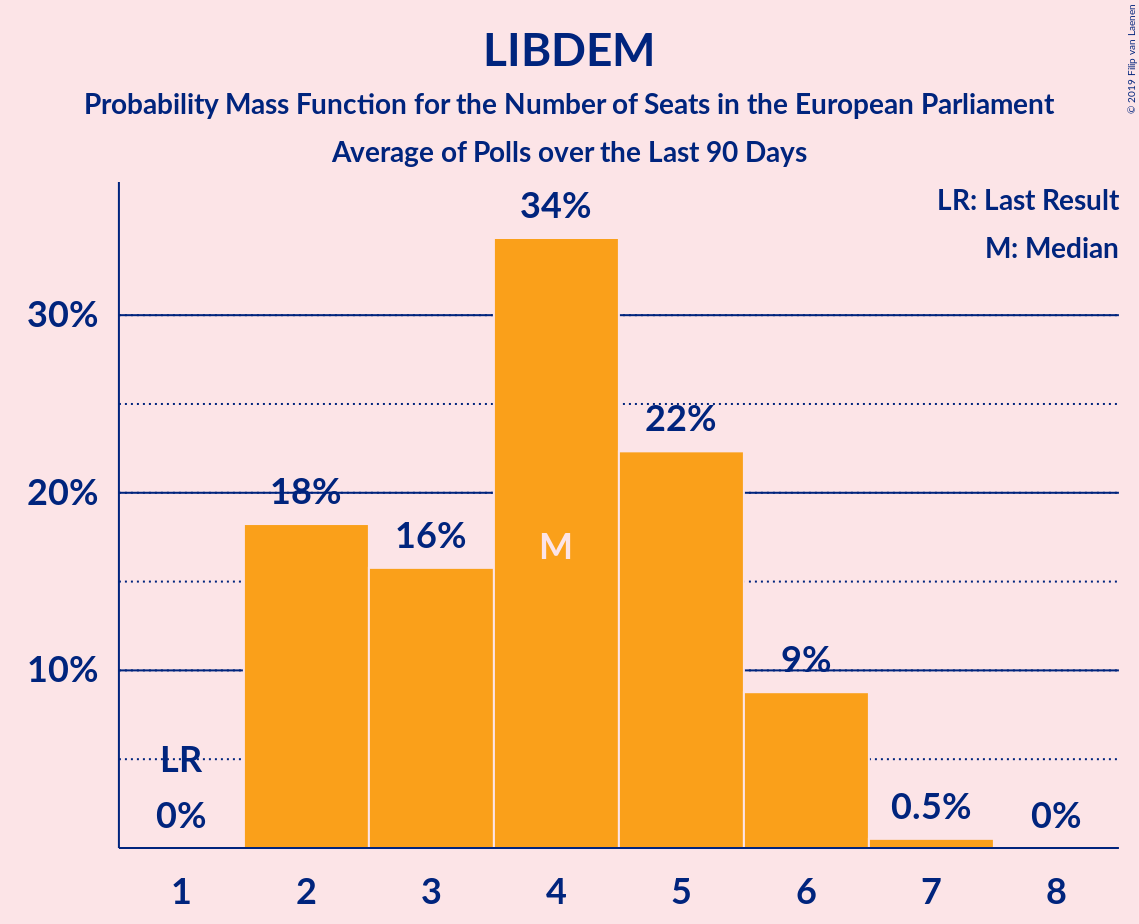 LIBDEM
Probability Mass Function for the Number of Seats in the European Parliament
Average of Polls over the Last 90 Days
© 2019 Filip van Laenen
LR: Last Result
M: Median
34%
30%
22%
20%
18%
16%
M
10%
9%
LR
0%
0.5%
0%
1 2 3 4 5 6 7 8